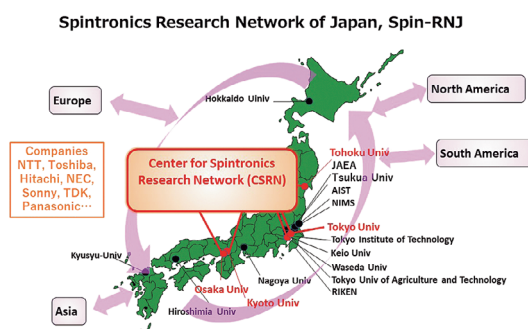 Spintronics Research Network of Japan, Spin-RNJ
Europe
North America
Hokkaido Uiniv
Companies
NTT, Toshiba,
Hitachi, NEC,
Sonny, TDK,
Panasonic…
Center for Spintronics
Research Network (CSRN)
South America
Tohoku Univ
JAEA
Tsukua Univ
AIST
NIMS
Tokyo Univ
Tokyo Institute of Technology
Keio Univ
Waseda Univ
Tokyo Univ of Agriculture and Technology
RIKEN
Kyusyu-Univ
Nagoya Univ
Osaka Univ
Kyoto Univ
Hiroshimia Univ
Asia